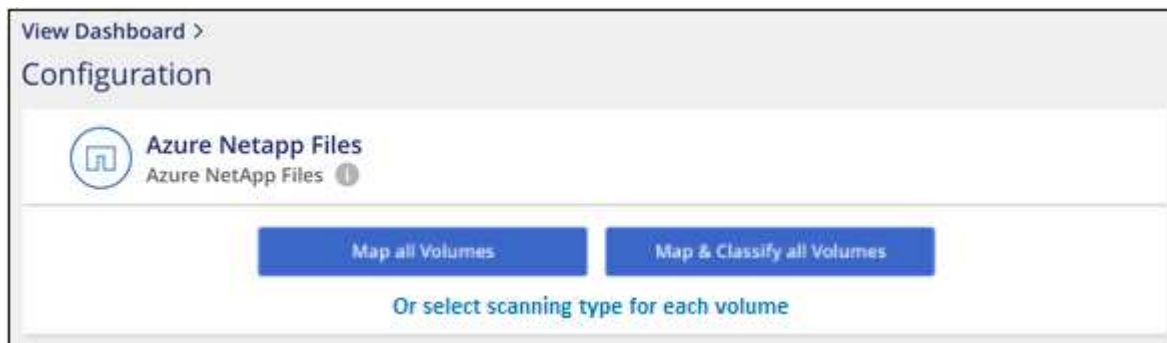 View Dashboard >
Configuration
Azure Netapp Files
Azure NetApp Files i
Map all Volumes
Map & Classify all Volumes
Or select scanning type for each volume